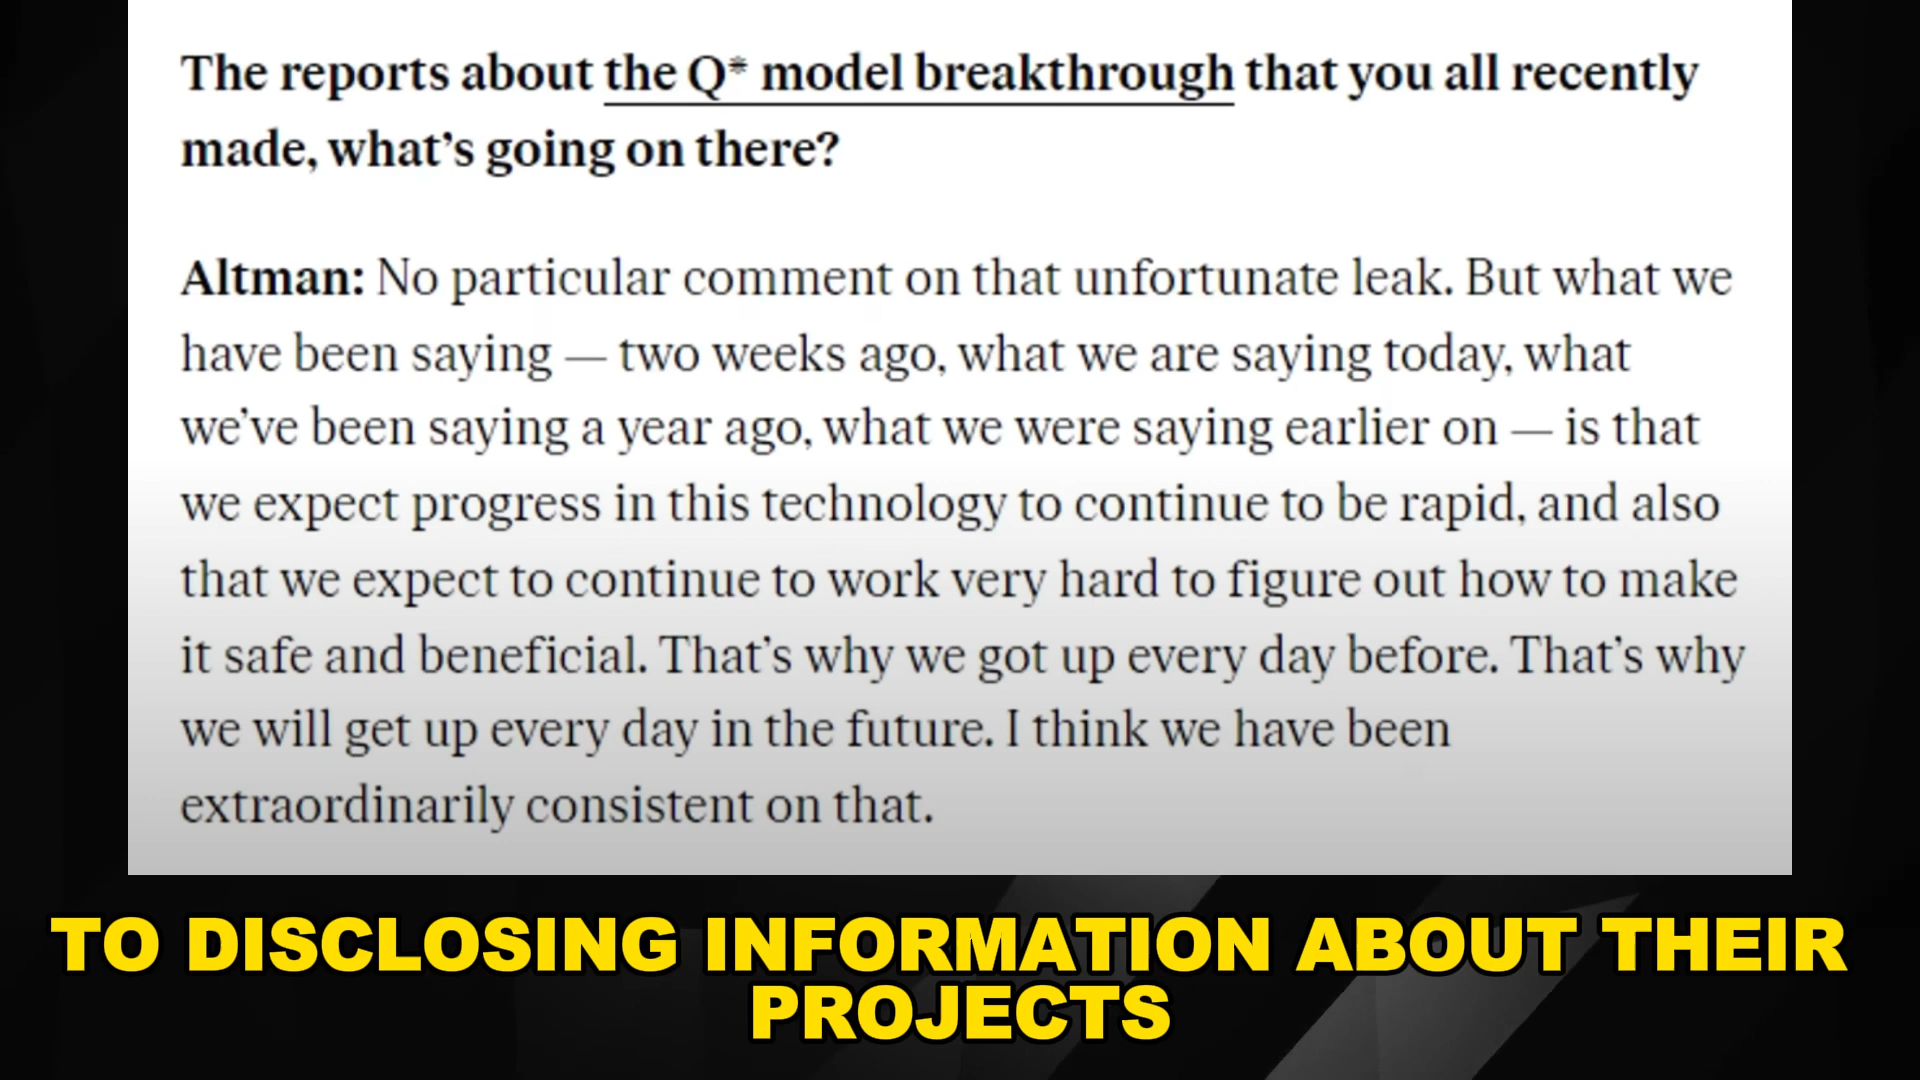 The reports about the Q* model breakthrough that you all recently
made, what’s going on there?
Altman: No particular comment on that unfortunate leak. But what we
have been saying — two weeks ago, what we are saying today, what
we’ve been saying a year ago, what we were saying earlier on — is that
we expect progress in this technology to continue to be rapid, and also
that we expect to continue to work very hard to figure out how to make
it safe and beneficial. That’s why we got up every day before. That’s why
we will get up every day in the future. I think we have been
extraordinarily consistent on that.
TO DISCLOSING INFORMATION ABOUT THEIR
PROJECTS